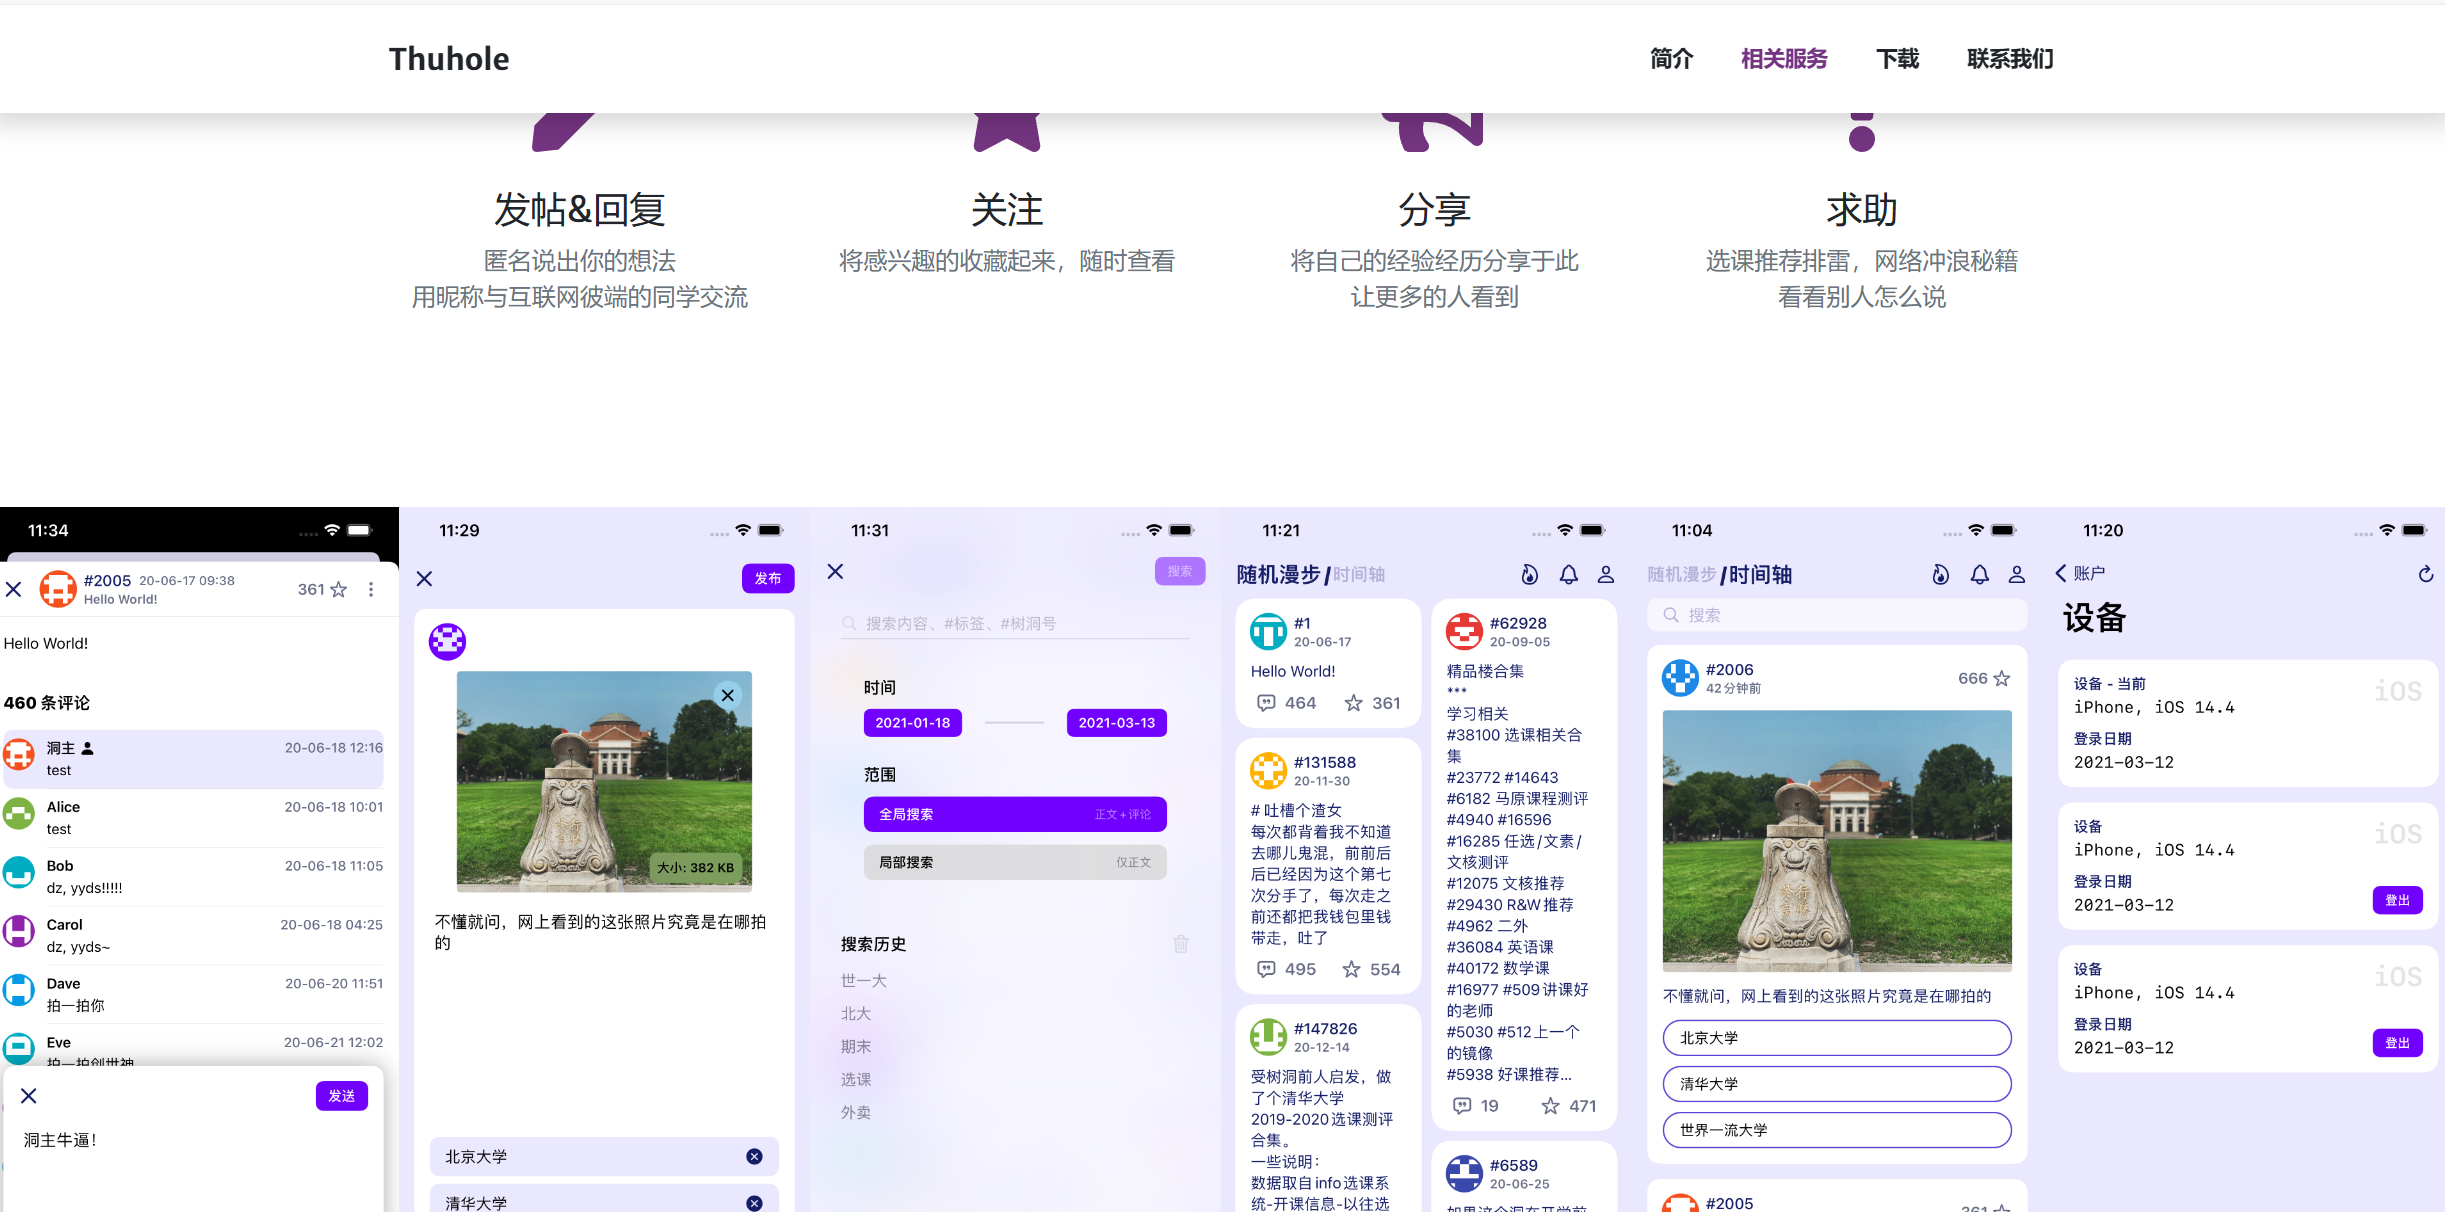 Thuhole
简介 相关服务 下载 联系我们
发帖&回复
匿名说出你的想法
用昵称与互联网彼端的同学交流
关注
将感兴趣的收藏起来，随时查看
分享
将自己的经验经历分享于此
让更多的人看到
求助
选课推荐排雷，网络冲浪秘籍
看看别人怎么说
11:34
#2005 20-06-17 09:38
Hello World!
361
Hello World!
460 条评论
洞主 20-06-18 12:16
test
Alice 20-06-18 10:01
test
Bob 20-06-18 11:05
dz, yyds!!!!!
Carol 20-06-18 04:25
dz, yyds~
Dave 20-06-20 11:51
拍一拍你
Eve 20-06-21 12:02
拍一拍创世神
发送
洞主牛逼！
11:29
发布
大小: 382 KB
不懂就问，网上看到的这张照片究竟是在哪拍
的
北京大学
清华大学
11:31
搜索
搜索内容、#标签、#树洞号
时间
2021-01-18 2021-03-13
范围
全局搜索 正文+评论
局部搜索 仅正文
搜索历史
世一大
北大
期末
选课
外卖
11:21
随机漫步/时间轴
#1
20-06-17
Hello World!
464 361
#131588
20-11-30
# 吐槽个渣女
每次都背着我不知道
去哪儿鬼混，前前后
后已经因为这个第七
次分手了，每次走之
前还都把我钱包里钱
带走，吐了
495 554
#147826
20-12-14
受树洞前人启发，做
了个清华大学
2019-2020选课测评
合集。
一些说明：
数据取自info选课系
统-开课信息-以往选
#62928
20-09-05
精品楼合集
***
学习相关
#38100 选课相关合
集
#23772 #14643
#6182 马原课程测评
#4940 #16596
#16285 任选/文素/
文核测评
#12075 文核推荐
#29430 R&W推荐
#4962 二外
#36084 英语课
#40172 数学课
#16977 #509讲课好
的老师
#5030 #512上一个
的镜像
#5938 好课推荐...
19 471
#6589
20-06-25
如果这个洞在开学前
11:04
随机漫步/时间轴
搜索
#2006
42分钟前
666
不懂就问，网上看到的这张照片究竟是在哪拍的
北京大学
清华大学
世界一流大学
#2005
361
11:20
账户
设备
设备 - 当前
iOS
iPhone, iOS 14.4
登录日期
2021-03-12
设备
iOS
iPhone, iOS 14.4
登录日期
2021-03-12
登出
设备
iOS
iPhone, iOS 14.4
登录日期
2021-03-12
登出